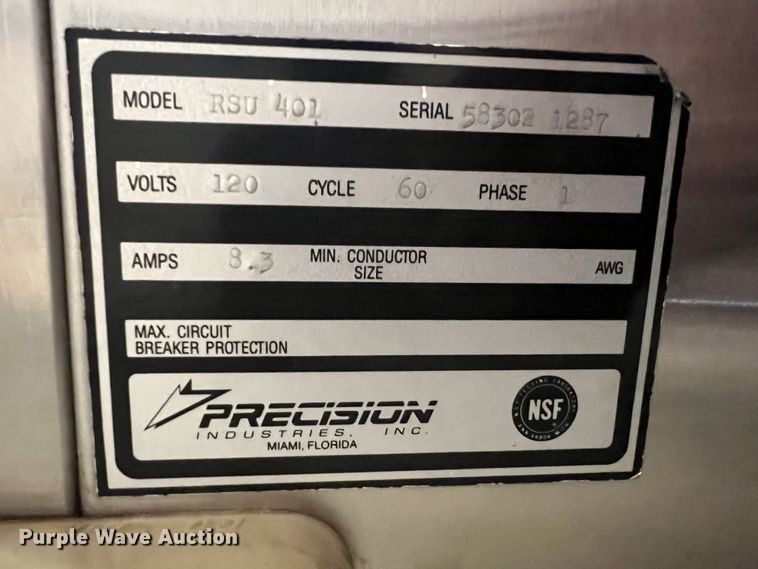 MODEL RSU 401 SERIAL 58302 1287
VOLTS 120 CYCLE 60 PHASE 1
AMPS 8.3 MIN. CONDUCTOR SIZE AWG
MAX. CIRCUIT
BREAKER PROTECTION
PRECISION
INDUSTRIES, INC.
MIAMI, FLORIDA
NSF
Purple Wave Auction